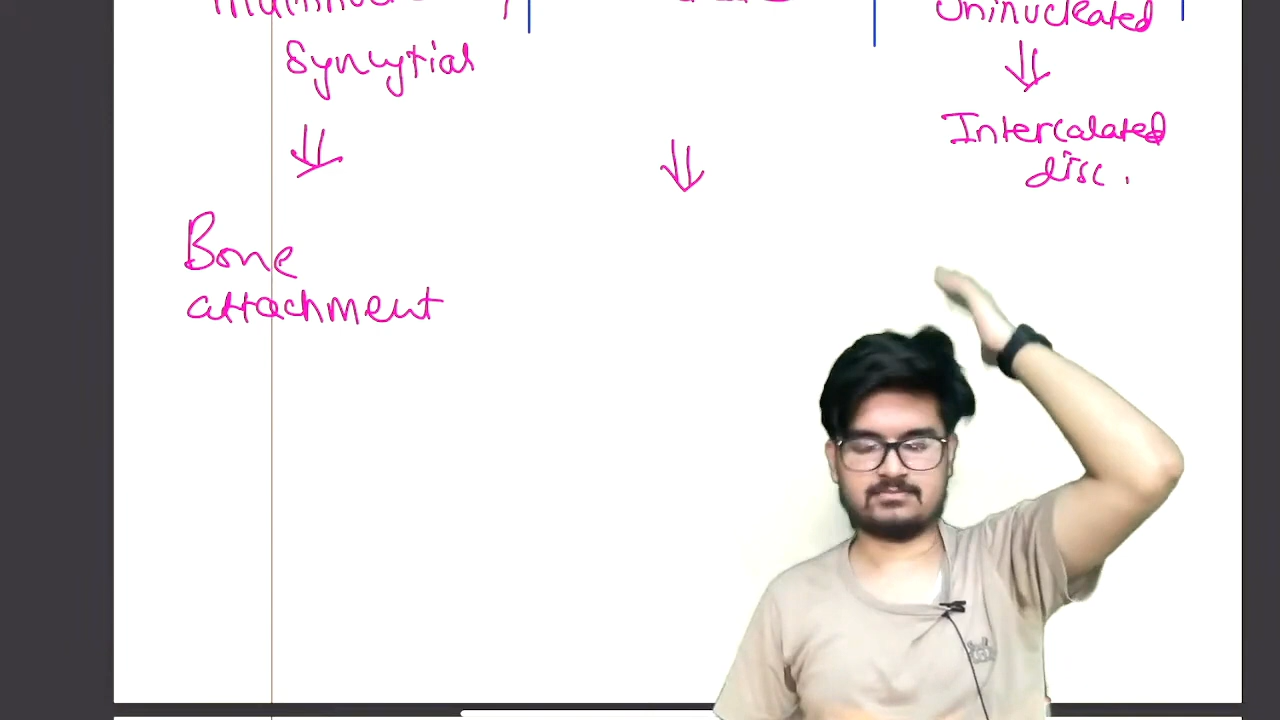 Uninucleated
Syncytial
Intercalated
disc.
Bone
attachment